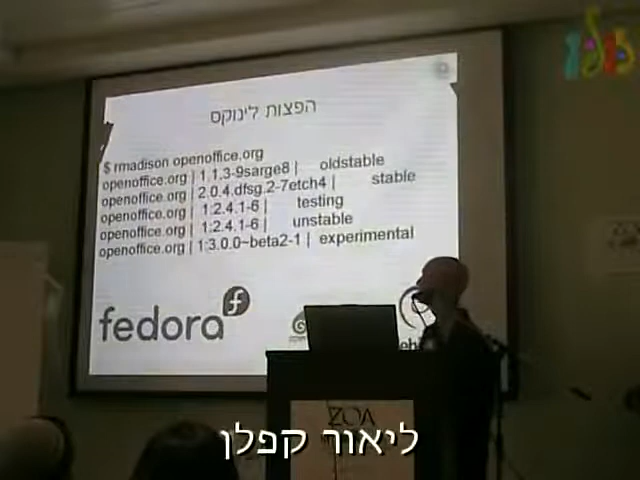 הפצות לינוקס
$ rmadison openoffice.org
openoffice.org | 1.1.3-9sarge8 | oldstable
openoffice.org | 2.0.4.dfsg.2-7etch4 | stable
openoffice.org | 1:2.4.1-6 | testing
openoffice.org | 1:2.4.1-6 | unstable
openoffice.org | 1:3.0.0~beta2-1 | experimental
fedora
ZOA
ליאור קפלן